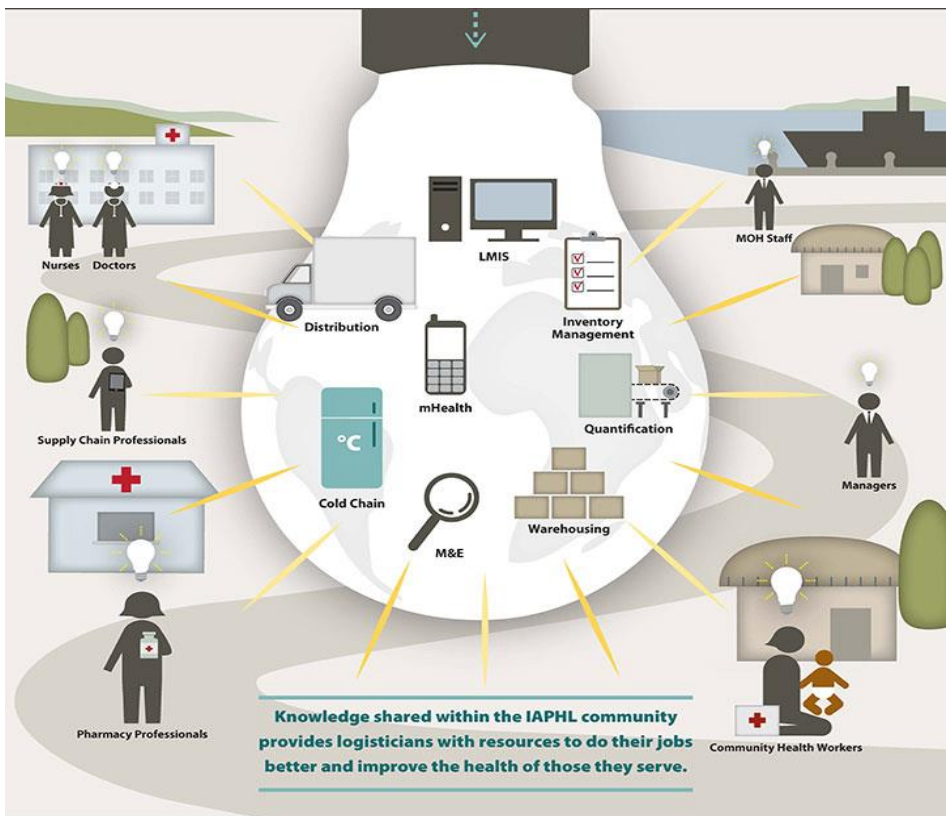 LMIS
MOH Staff
Nurses
Doctors
Distribution
Inventory
Management
mHealth
Supply Chain Professionals
°C
Cold Chain
Quantification
Managers
M&E
Warehousing
Pharmacy Professionals
Community Health Workers
Knowledge shared within the IAPHL community
provides logisticians with resources to do their jobs
better and improve the health of those they serve.